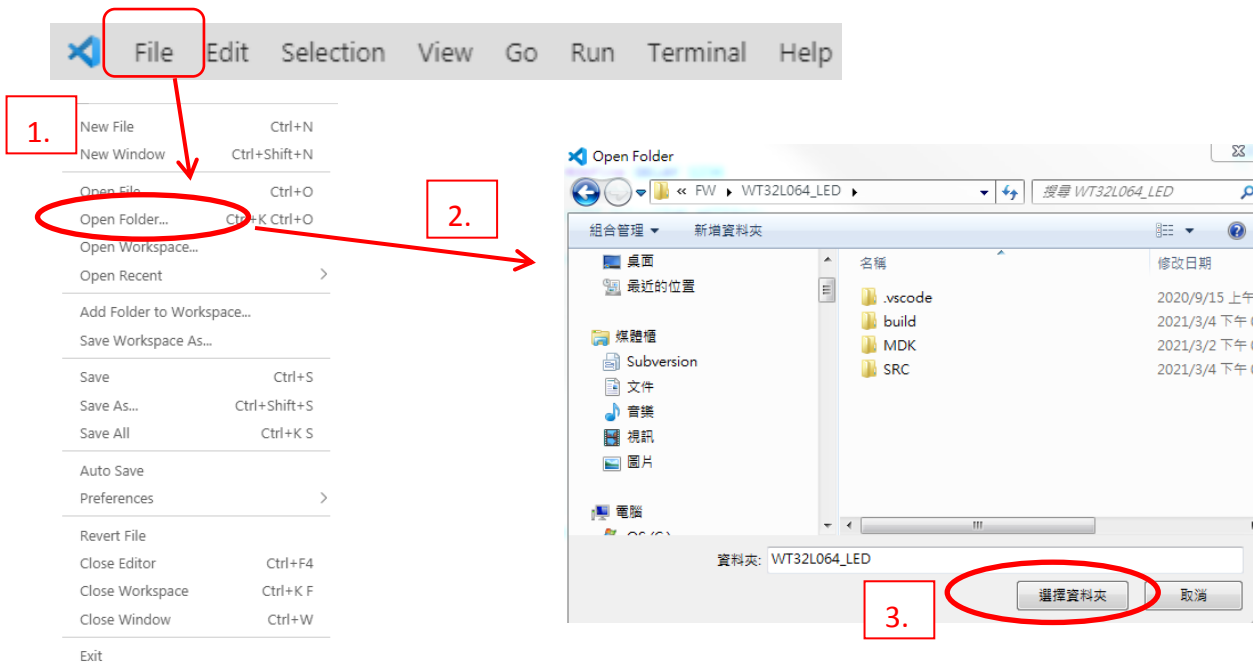 File Edit Selection View Go Run Terminal Help
1.
New File Ctrl+N
New Window Ctrl+Shift+N
Open File... Ctrl+O
Open Folder... Ctrl+K Ctrl+O
Open Workspace...
Open Recent >
Add Folder to Workspace...
Save Workspace As...
Save Ctrl+S
Save As... Ctrl+Shift+S
Save All Ctrl+K S
Auto Save
Preferences >
Revert File
Close Editor Ctrl+F4
Close Workspace Ctrl+K F
Close Window Ctrl+W
Exit
2.
Open Folder
« FW ▸ WT32L064_LED ▸
搜尋 WT32L064_LED
組合管理 ▼ 新增資料夾
桌面
最近的位置
媒體櫃
Subversion
文件
音樂
視訊
圖片
電腦
名稱 修改日期
.vscode 2020/9/15 上午
build 2021/3/4 下午
MDK 2021/3/2 下午
SRC 2021/3/4 下午
資料夾: WT32L064_LED
選擇資料夾 取消
3.